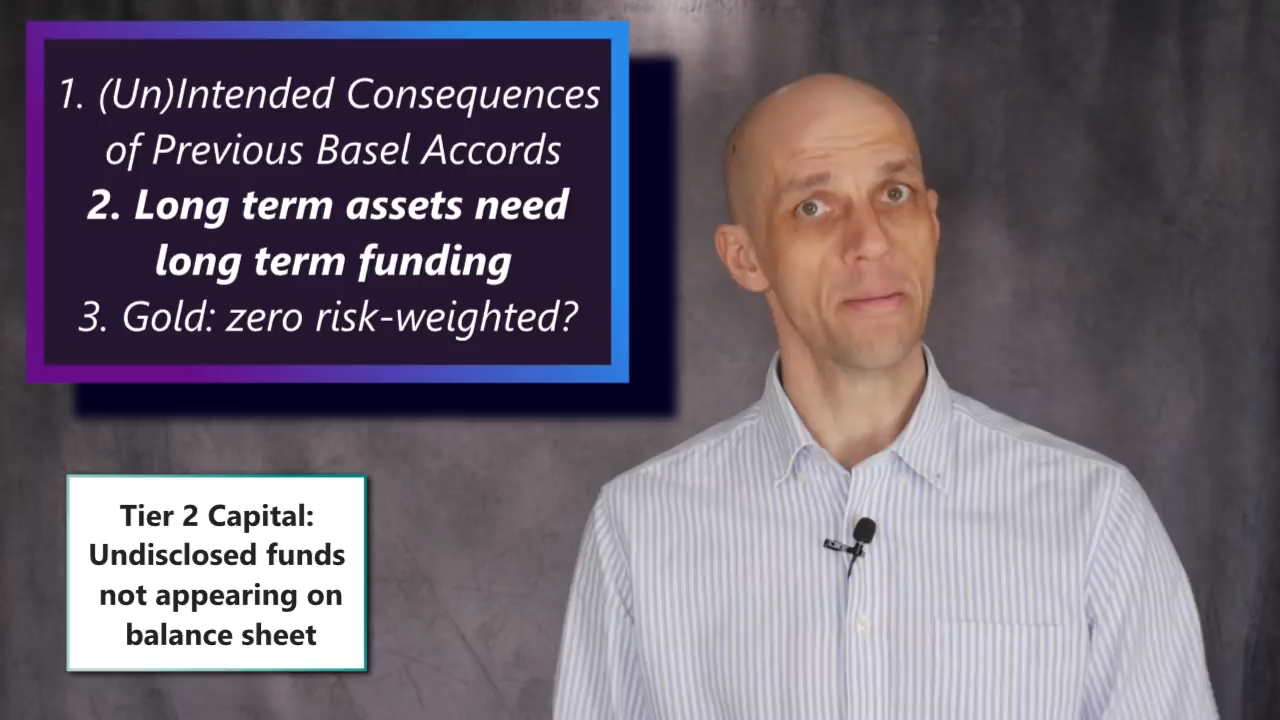 1. (Un)Intended Consequences
of Previous Basel Accords
2. Long term assets need
long term funding
3. Gold: zero risk-weighted?
Tier 2 Capital:
Undisclosed funds
not appearing on
balance sheet